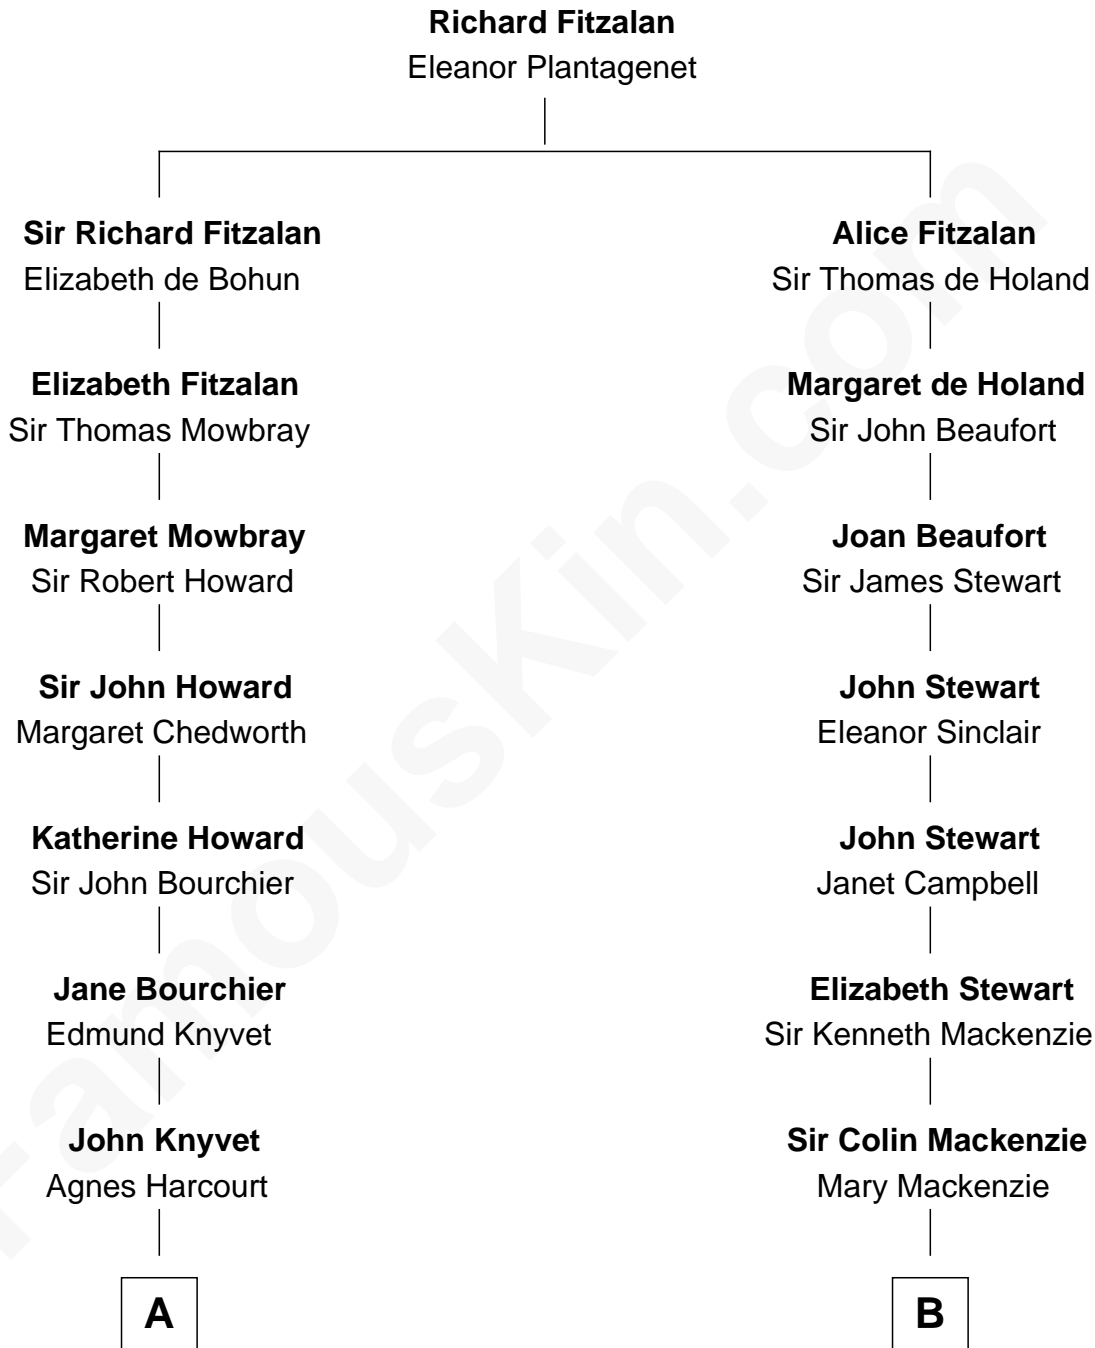 Richard Fitzalan
Eleanor Plantagenet
Sir Richard Fitzalan
Elizabeth de Bohun
Elizabeth Fitzalan
Sir Thomas Mowbray
Margaret Mowbray
Sir Robert Howard
Sir John Howard
Margaret Chedworth
Katherine Howard
Sir John Bourchier
Jane Bourchier
Edmund Knyvet
John Knyvet
Agnes Harcourt
A
Alice Fitzalan
Sir Thomas de Holand
Margaret de Holand
Sir John Beaufort
Joan Beaufort
Sir James Stewart
John Stewart
Eleanor Sinclair
John Stewart
Janet Campbell
Elizabeth Stewart
Sir Kenneth Mackenzie
Sir Colin Mackenzie
Mary Mackenzie
B
FamousKin.com